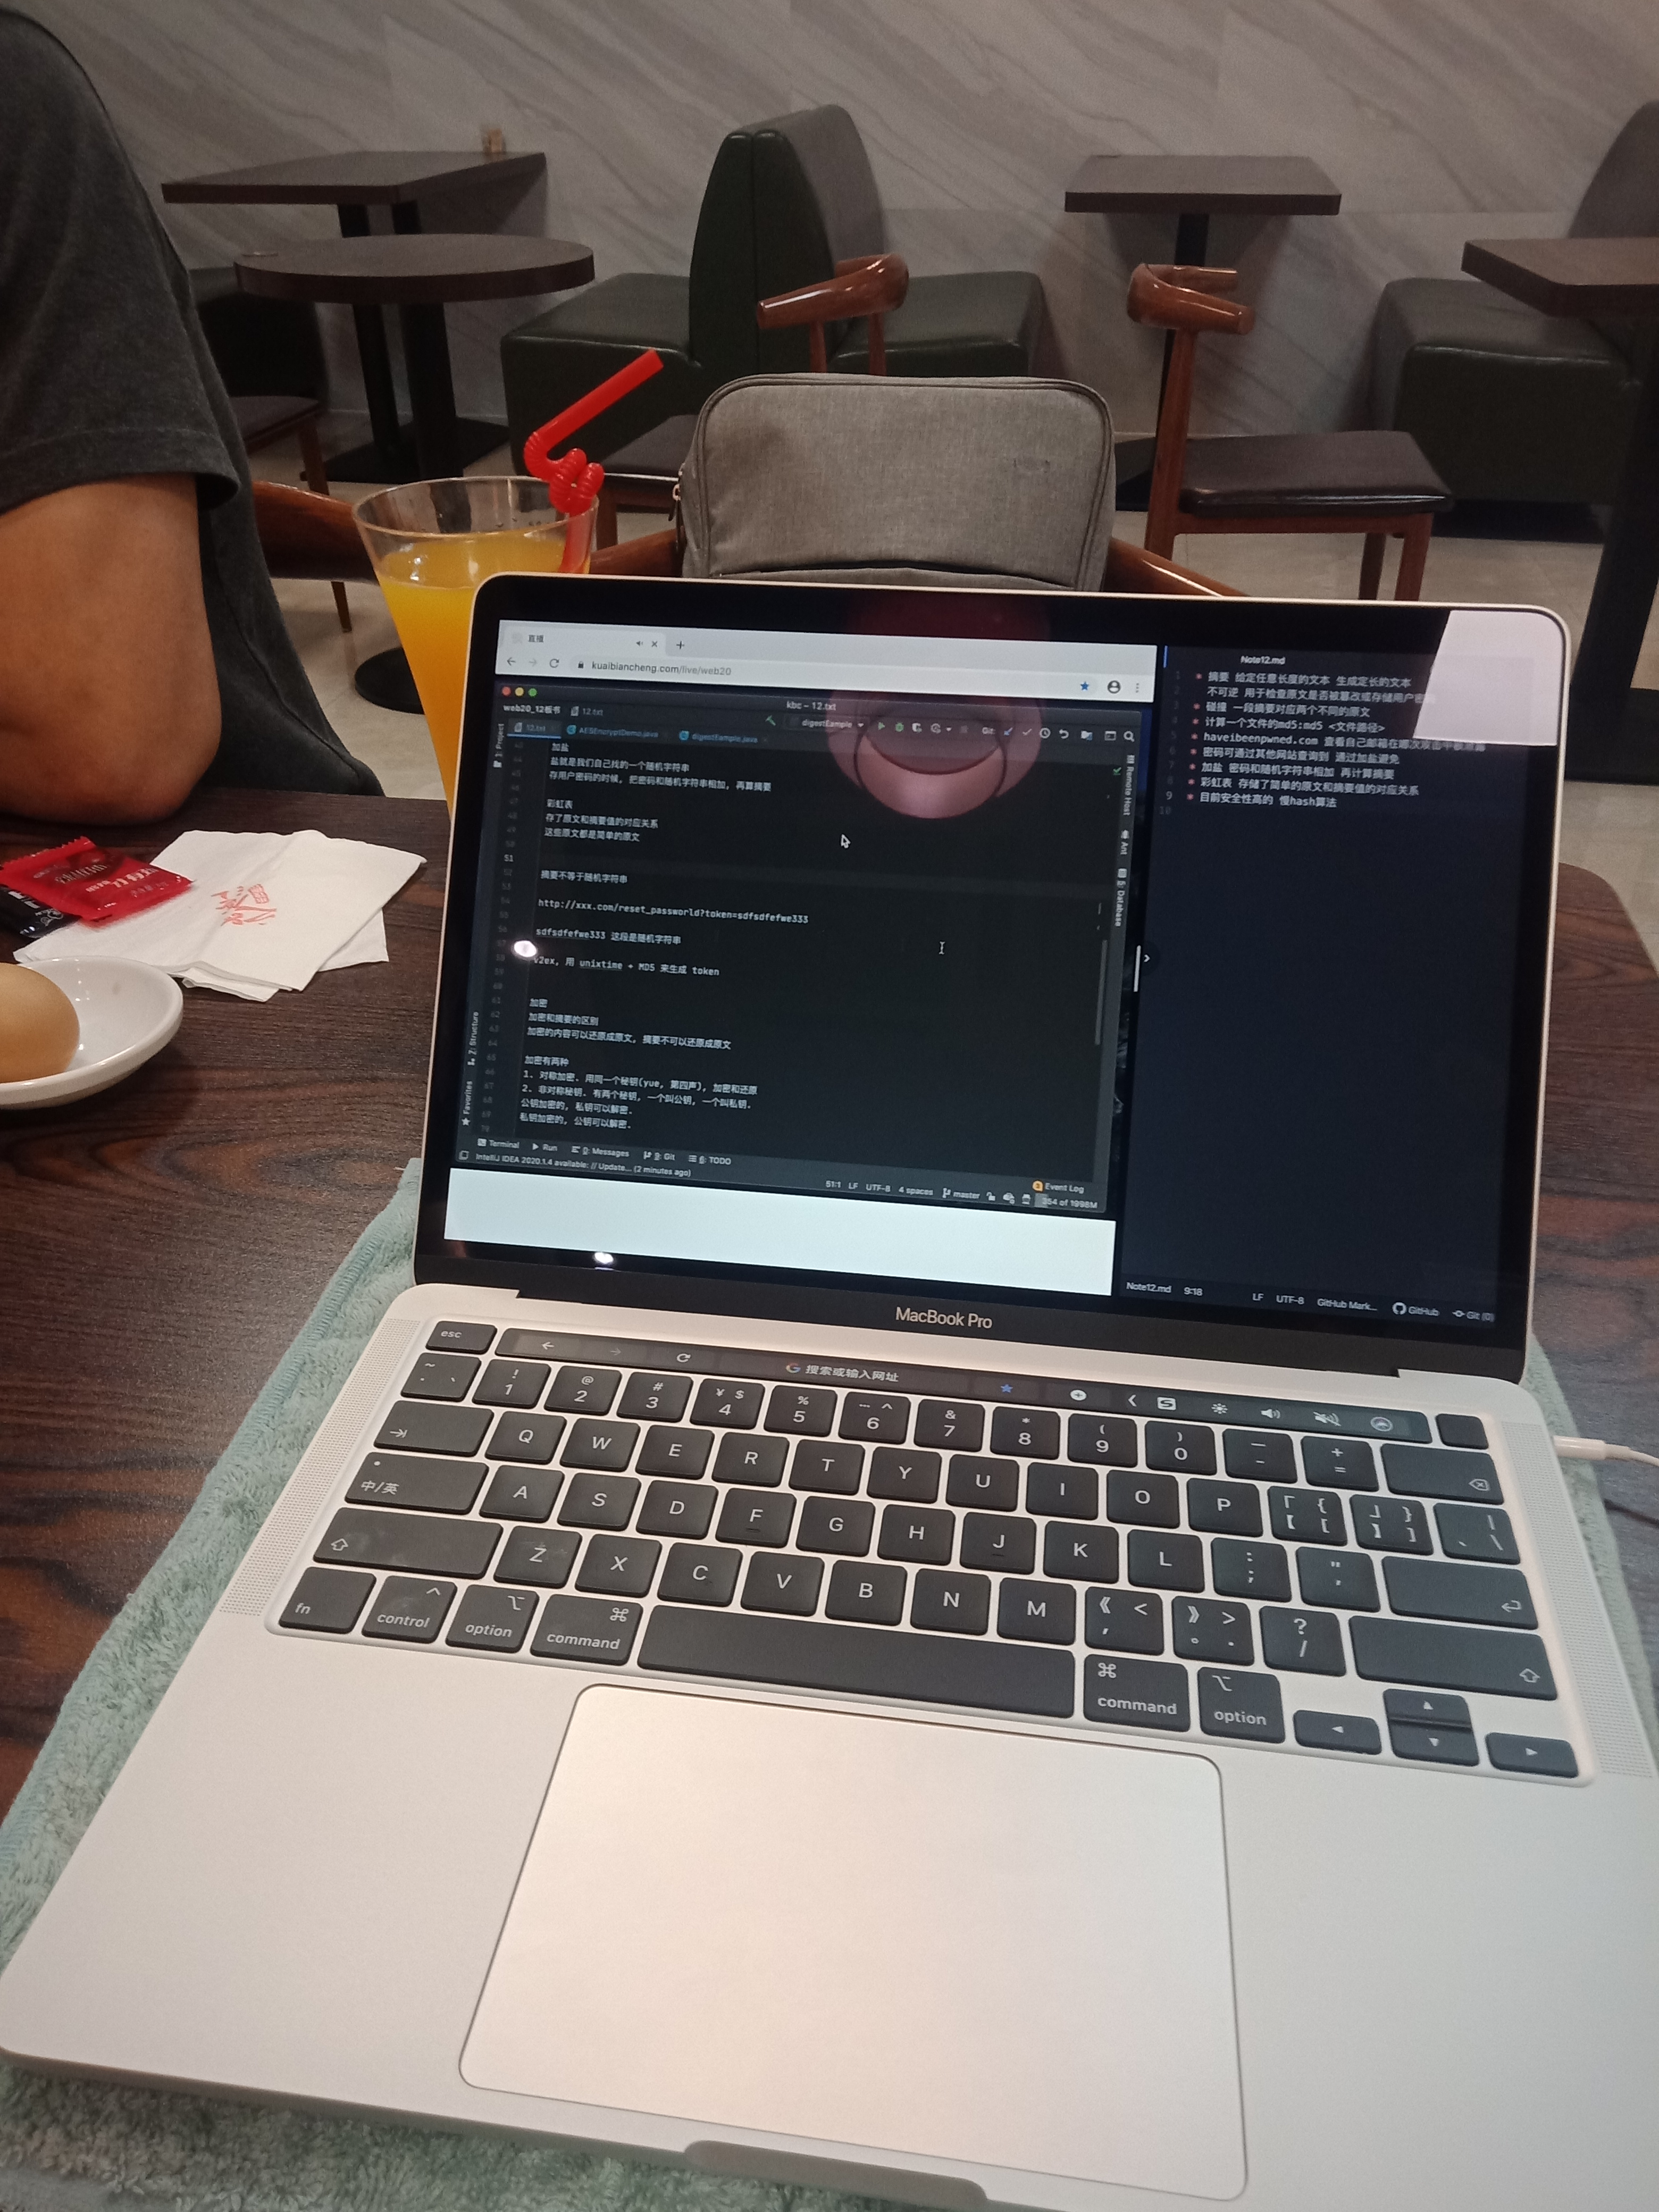 直播
kuaibiancheng.com/live/web20
kbc – 12.txt
web20_12板书
12.txt
digestEample
Git:
12.txt
AESEncryptDemo.java
digestEample.java
1: Project
加盐
盐就是我们自己找的一个随机字符串
存用户密码的时候, 把密码和随机字符串相加, 再算摘要
彩虹表
存了原文和摘要值的对应关系
这些原文都是简单的原文
51
摘要不等于随机字符串
http://xxx.com/reset_password?token=sdfsdfefwe333
sdfsdfefwe333 这段是随机字符串
v2ex, 用 unixtime + MD5 来生成 token
加密
加密和摘要的区别
加密的内容可以还原成原文, 摘要不可以还原成原文
加密有两种
1. 对称加密. 用同一个秘钥(yue, 第四声), 加密和还原
2. 非对称秘钥. 有两个秘钥, 一个叫公钥, 一个叫私钥.
公钥加密的, 私钥可以解密.
私钥加密的, 公钥可以解密.
Remote Host
Ant
Database
Z: Structure
Favorites
Terminal
Run
0: Messages
9: Git
6: TODO
IntelliJ IDEA 2020.1.4 available: // Update... (2 minutes ago)
51:1 LF UTF-8 4 spaces master
Event Log
354 of 1998M
Note12.md
摘要 给定任意长度的文本 生成定长的文本
不可逆 用于检查原文是否被篡改或存储用户密
碰撞 一段摘要对应两个不同的原文
计算一个文件的md5:md5 <文件路径>
haveibeenpwned.com 查看自己邮箱在哪次攻击中被泄露
密码可通过其他网站查询到 通过加盐避免
加盐 密码和随机字符串相加 再计算摘要
彩虹表 存储了简单的原文和摘要值的对应关系
9 目前安全性高的 慢hash算法
10
Note12.md 9:18 LF UTF-8 GitHub Mark... GitHub Git (0)
MacBook Pro
esc
搜索或输入网址
~ ! @ # ¥ $ % … ^ & * ( ) — +
· ` 1 2 3 4 5 6 7 8 9 0 - =
Q W E R T Y U I O P 「 { 【 [ 」 } 】 ] | 、 \
中/英 A S D F G H J K L : ; " '
Z X C V B N M 《 < , 》 > 。 . ? /
fn control option command command option